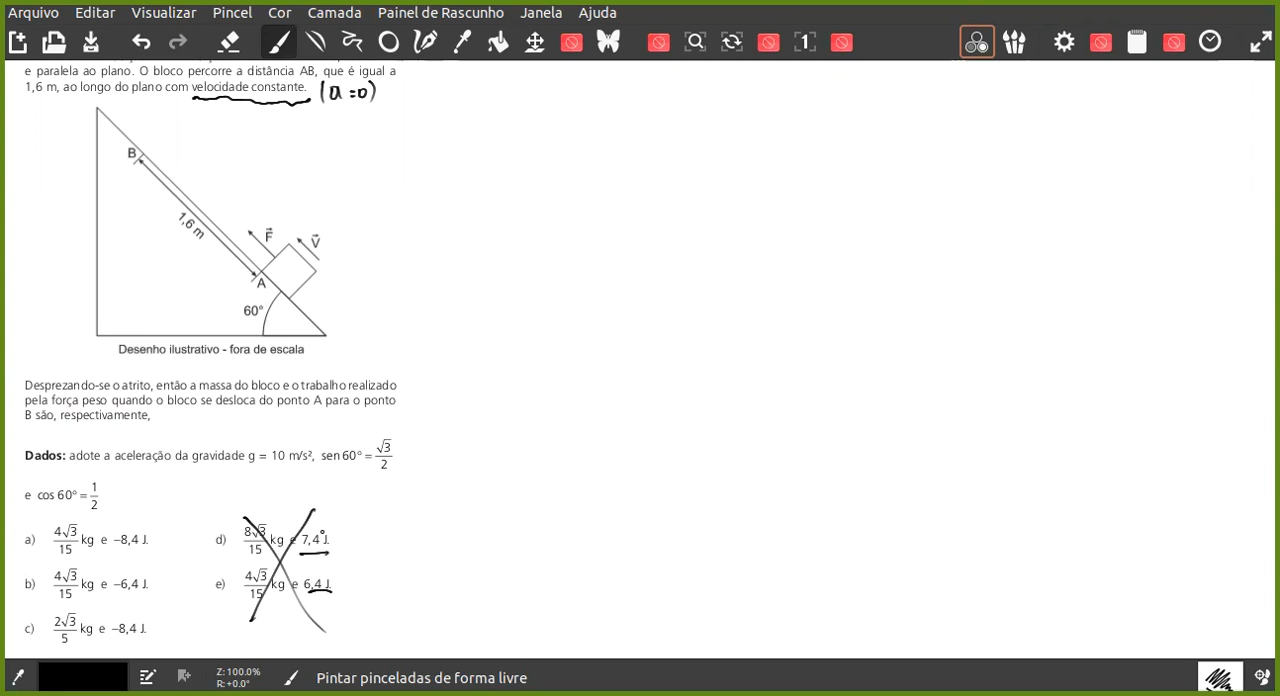 Arquivo Editar Visualizar Pincel Cor Camada Painel de Rascunho Janela Ajuda
e paralela ao plano. O bloco percorre a distância AB, que é igual a
1,6 m, ao longo do plano com velocidade constante. (a=0)
B
1,6 m
F
V
A
60°
Desenho ilustrativo - fora de escala
Desprezando-se o atrito, então a massa do bloco e o trabalho realizado
pela força peso quando o bloco se desloca do ponto A para o ponto
B são, respectivamente,
Dados: adote a aceleração da gravidade g = 10 m/s², sen 60° = √3/2
e cos 60° = 1/2
a) 4√3/15 kg e –8,4 J.
b) 4√3/15 kg e –6,4 J.
c) 2√3/5 kg e –8,4 J.
d) 8√3/15 kg e 7,4 J.
e) 4√3/15 kg e 6,4 J.
Z: 100.0%
R: +0.0°
Pintar pinceladas de forma livre